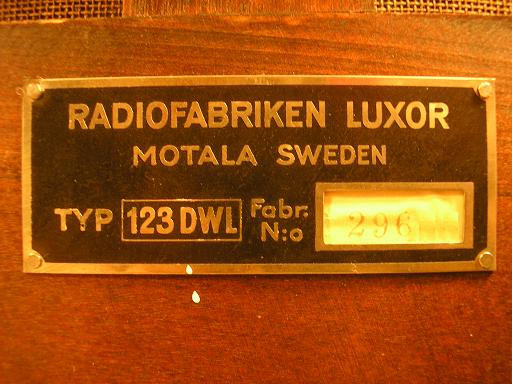 RADIOFABRIKEN LUXOR
MOTALA SWEDEN
TYP 123 DWL Fabr. N:o 296